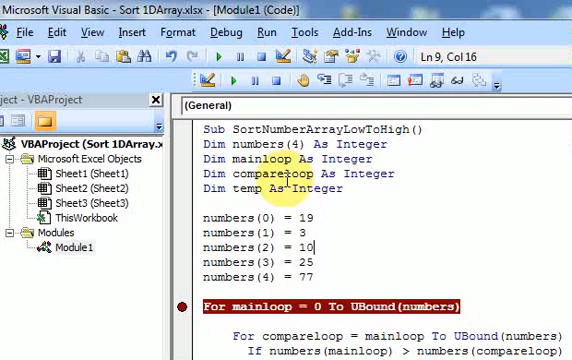 Microsoft Visual Basic - Sort 1DArray.xlsx - [Module1 (Code)]
File Edit View Insert Format Debug Run Tools Add-Ins Window Help
Ln 9, Col 16
ject - VBAProject
(General)
VBAProject (Sort 1DArray.x
Microsoft Excel Objects
Sheet1 (Sheet1)
Sheet2 (Sheet2)
Sheet3 (Sheet3)
ThisWorkbook
Modules
Module1
Sub SortNumberArrayLowToHigh()
Dim numbers(4) As Integer
Dim mainloop As Integer
Dim compareloop As Integer
Dim temp As Integer
numbers(0) = 19
numbers(1) = 3
numbers(2) = 10
numbers(3) = 25
numbers(4) = 77
For mainloop = 0 To UBound(numbers)
For compareloop = mainloop To UBound(numbers)
If numbers(mainloop) > numbers(compareloop)